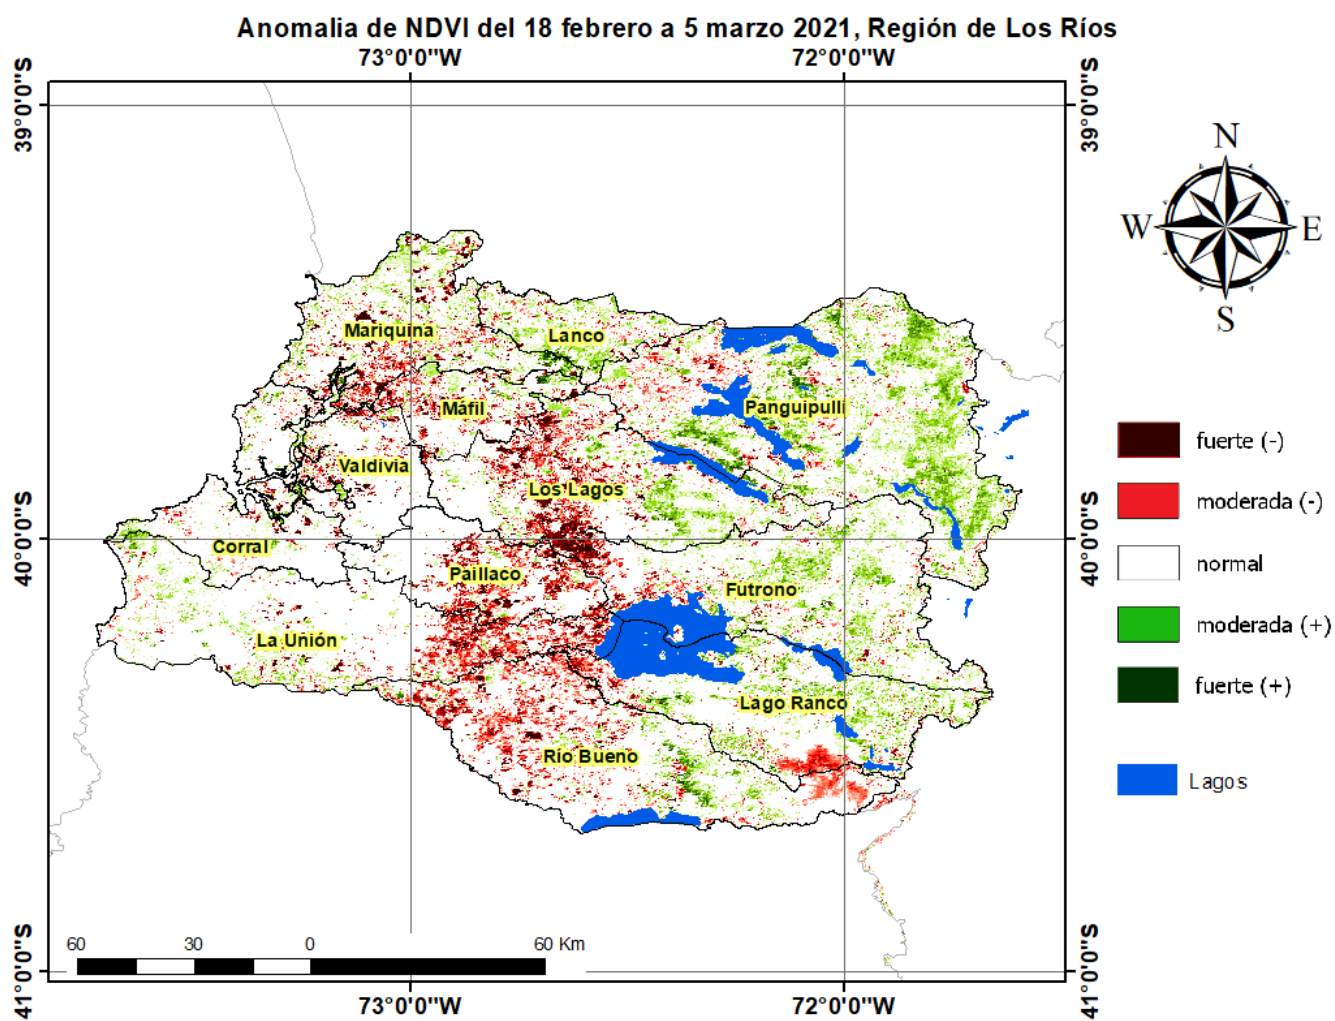 Anomalia de NDVI del 18 febrero a 5 marzo 2021, Región de Los Ríos
73°0'0"W
72°0'0"W
39°0'0"S
39°0'0"S
N
W
E
S
Mariquina
Lanco
Máfil
Panguipulli
Valdivia
Los Lagos
Corral
Paillaco
Futrono
La Unión
Lago Ranco
Río Bueno
40°0'0"S
40°0'0"S
fuerte (-)
moderada (-)
normal
moderada (+)
fuerte (+)
Lagos
60 30 0 60 Km
41°0'0"S
41°0'0"S
73°0'0"W
72°0'0"W